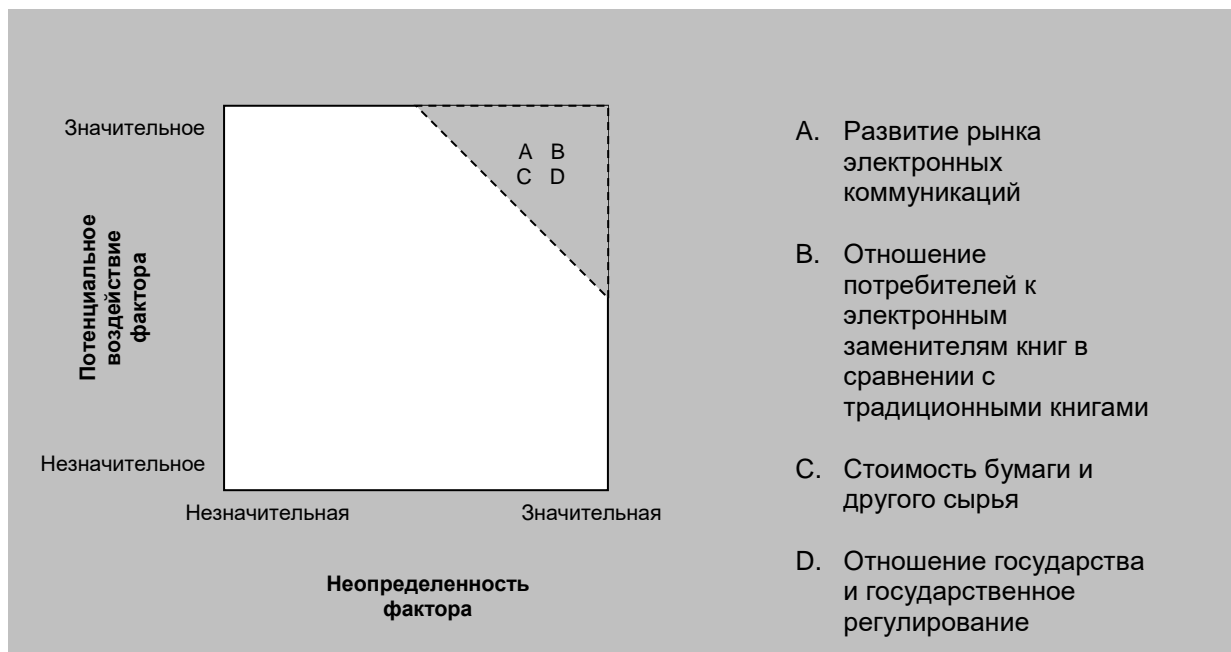 Значительное
Потенциальное
воздействие
фактора
Незначительное
A B
C D
Незначительная
Значительная
Неопределенность
фактора
A. Развитие рынка
электронных
коммуникаций
B. Отношение
потребителей к
электронным
заменителям книг в
сравнении с
традиционными книгами
C. Стоимость бумаги и
другого сырья
D. Отношение государства
и государственное
регулирование